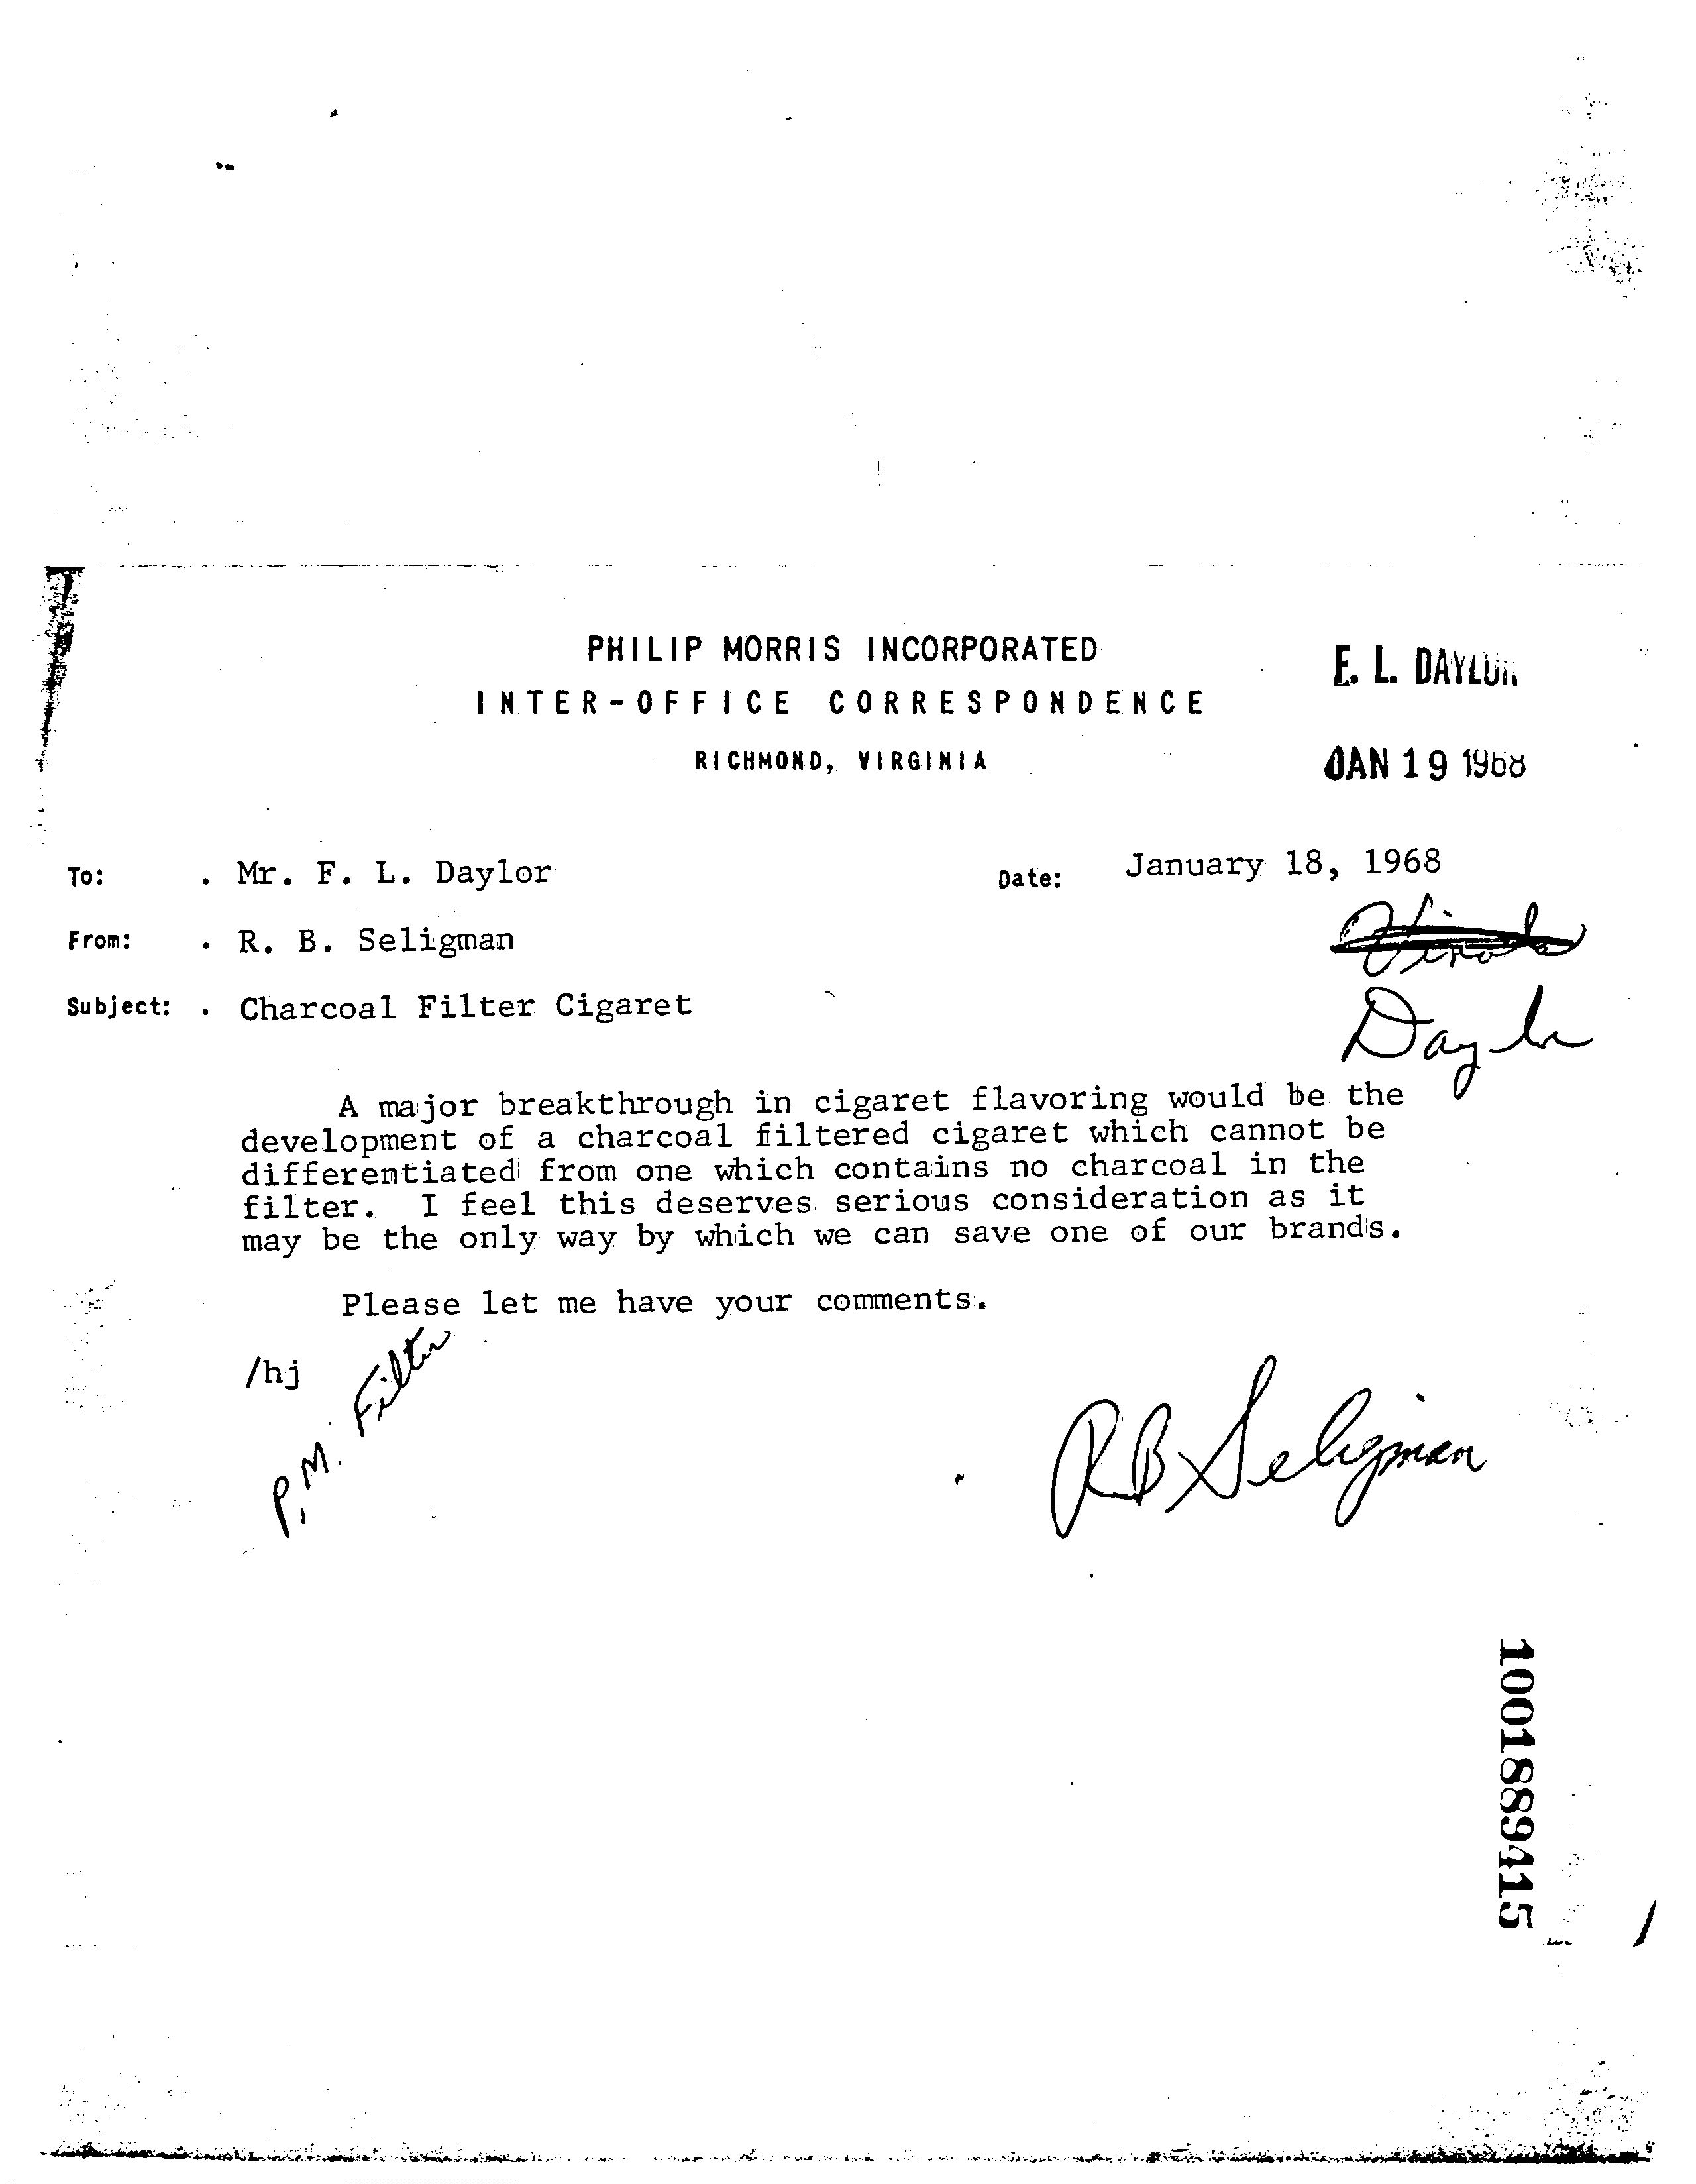 PHILIP MORRIS INCORPORATED
INTER-OFFICE CORRESPONDENCE
RICHMOND, VIRGINIA
L. DAYLOR
JAN 19 1968
To: . Mr. F. L. Daylor
Date: January 18, 1968
From: . R. B. Seligman
Subject: . Charcoal Filter Cigaret
Daylor
A major breakthrough in cigaret flavoring would be the
development of a charcoal filtered cigaret which cannot be
differentiated from one which contains no charcoal in the
filter. I feel this deserves serious consideration as it
may be the only way by which we can save one of our brands.
Please let me have your comments.
/hj
P.M. Filter
RB Seligman
1001889415